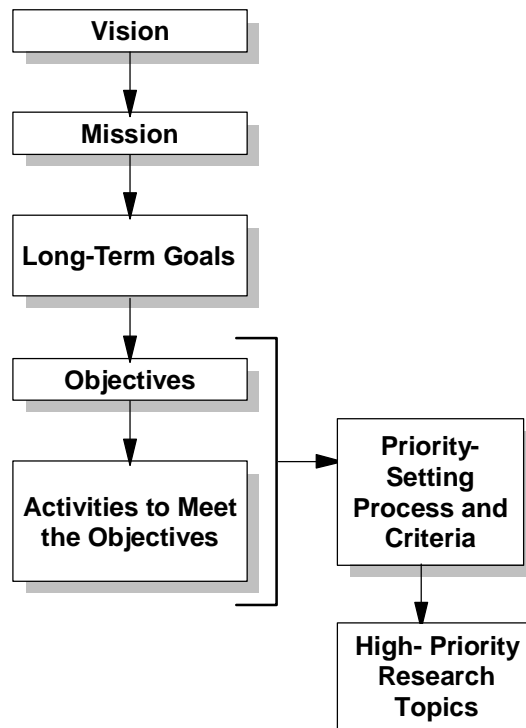 Vision
Mission
Long-Term Goals
Objectives
Activities to Meet
the Objectives
Priority-
Setting
Process and
Criteria
High- Priority
Research
Topics